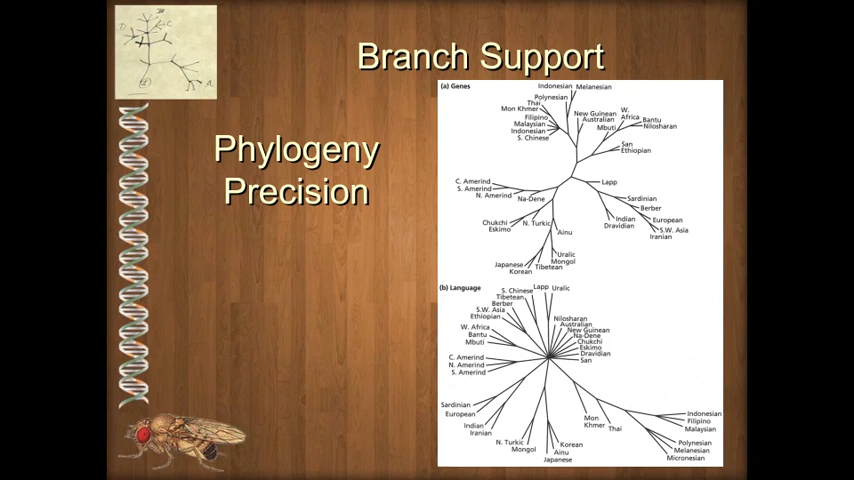 Branch Support
Phylogeny
Precision
(a) Genes
Indonesian
Melanesian
Polynesian
Thai
Mon Khmer
Filipino
Malaysian
Indonesian
S. Chinese
New Guinean
Australian
W.
Africa
Bantu
Nilosharan
Mbuti
San
Ethiopian
C. Amerind
S. Amerind
N. Amerind
Na-Dene
Lapp
Sardinian
Berber
European
S.W. Asia
Iranian
Indian
Dravidian
Chukchi
Eskimo
N. Turkic
Ainu
Uralic
Mongol
Tibetean
Japanese
Korean
(b) Language
S. Chinese
Lapp
Uralic
Tibetean
Berber
S.W. Asia
Ethiopian
W. Africa
Bantu
Mbuti
Nilosharan
Australian
New Guinean
Na-Dene
Chukchi
Eskimo
Dravidian
San
C. Amerind
N. Amerind
S. Amerind
Sardinian
European
Indian
Iranian
N. Turkic
Mongol
Korean
Ainu
Japanese
Mon
Khmer
Thai
Indonesian
Filipino
Malaysian
Polynesian
Melanesian
Micronesian